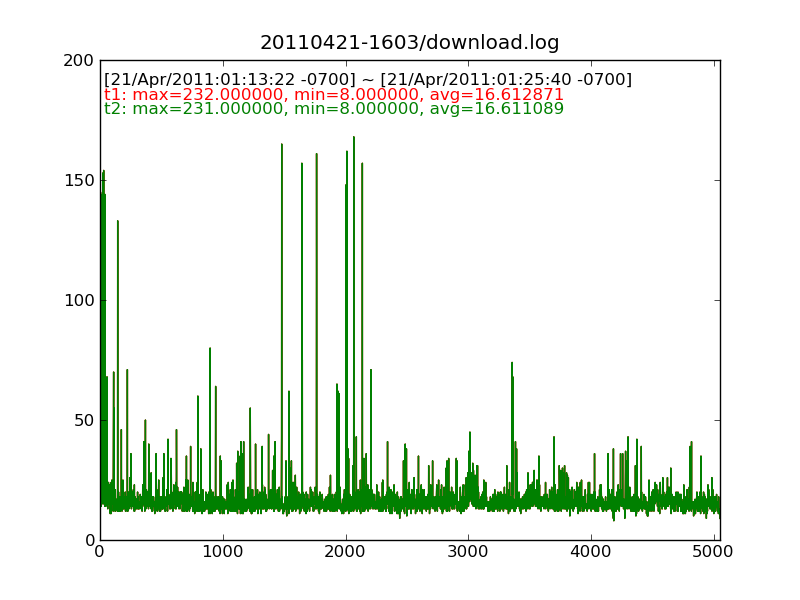 20110421-1603/download.log
200
[21/Apr/2011:01:13:22 -0700] ~ [21/Apr/2011:01:25:40 -0700]
t1: max=232.000000, min=8.000000, avg=16.612871
t2: max=231.000000, min=8.000000, avg=16.611089
150
100
50
0
0 1000 2000 3000 4000 5000